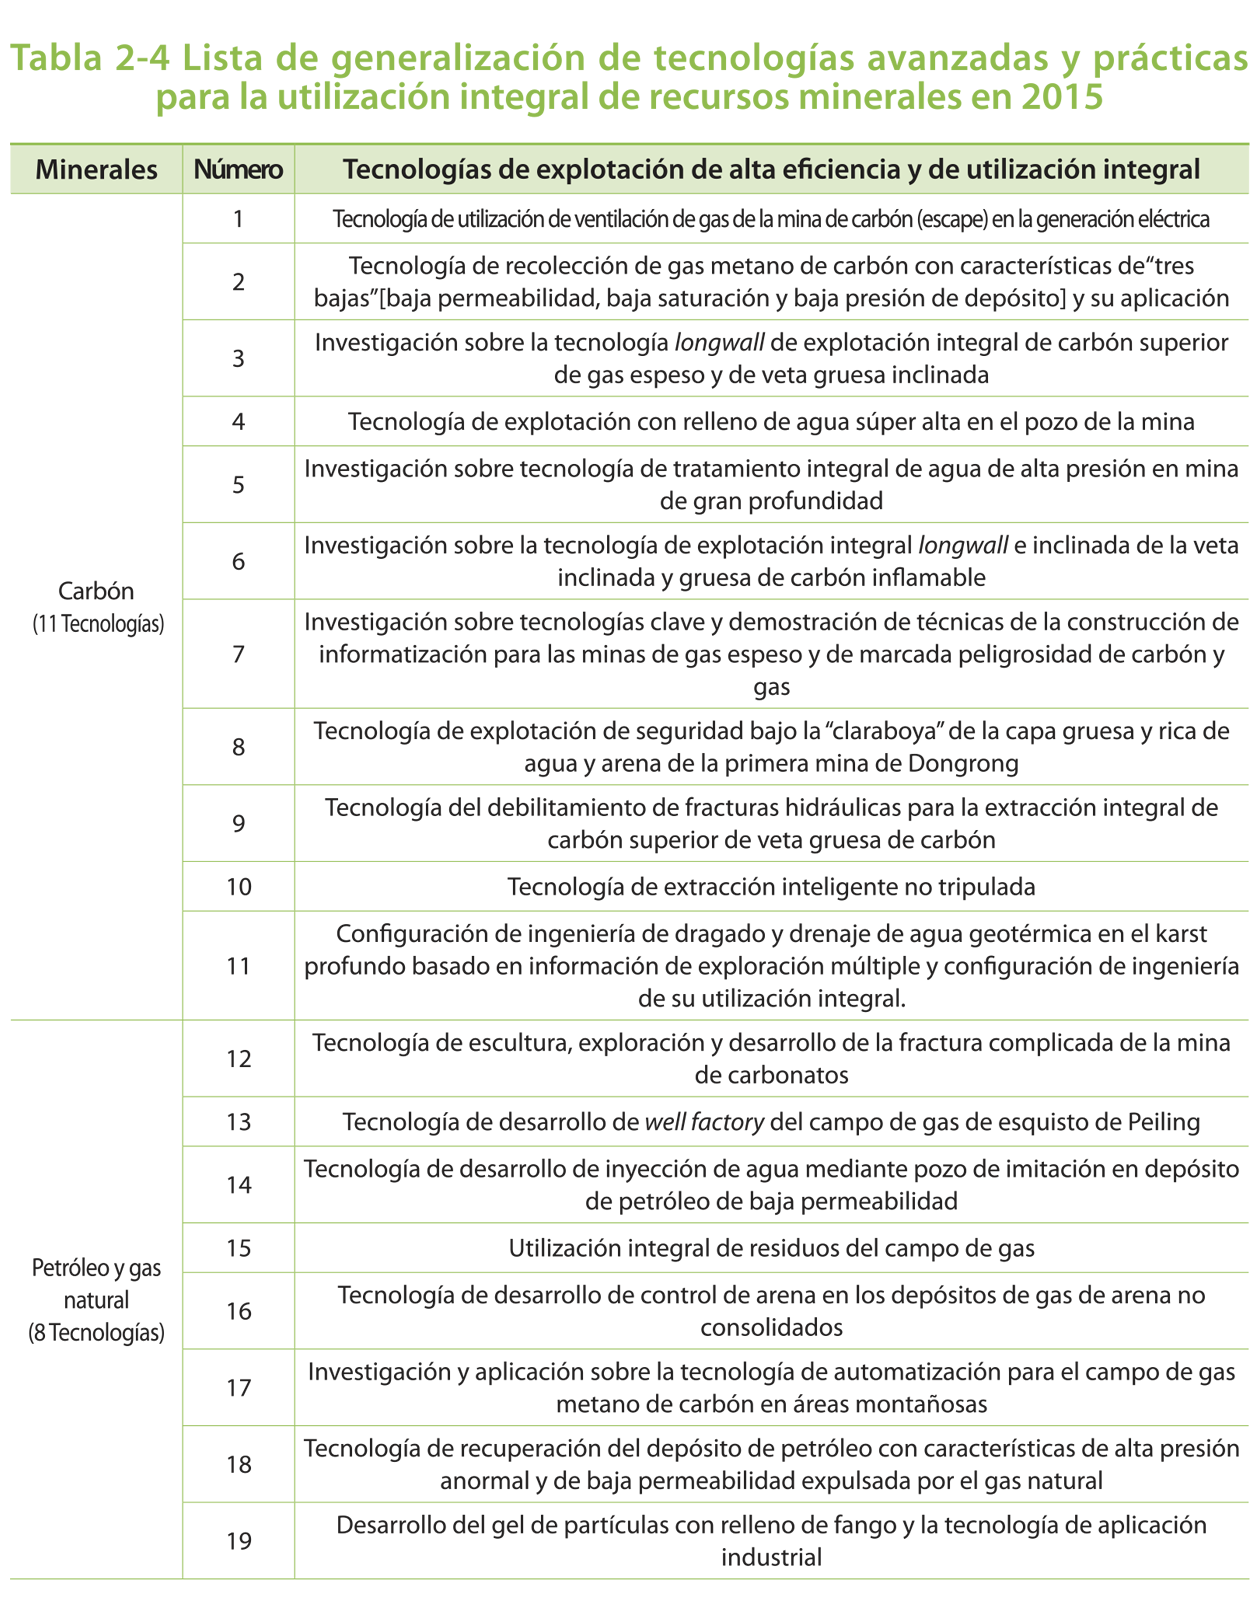 Tabla 2-4 Lista de generalización de tecnologías avanzadas y prácticas
para la utilización integral de recursos minerales en 2015
Minerales Número Tecnologías de explotación de alta eficiencia y de utilización integral
Carbón
(11 Tecnologías)
1 Tecnología de utilización de ventilación de gas de la mina de carbón (escape) en la generación eléctrica
2 Tecnología de recolección de gas metano de carbón con características de“tres
bajas”[baja permeabilidad, baja saturación y baja presión de depósito] y su aplicación
3 Investigación sobre la tecnología longwall de explotación integral de carbón superior
de gas espeso y de veta gruesa inclinada
4 Tecnología de explotación con relleno de agua súper alta en el pozo de la mina
5 Investigación sobre tecnología de tratamiento integral de agua de alta presión en mina
de gran profundidad
6 Investigación sobre la tecnología de explotación integral longwall e inclinada de la veta
inclinada y gruesa de carbón inflamable
7 Investigación sobre tecnologías clave y demostración de técnicas de la construcción de
informatización para las minas de gas espeso y de marcada peligrosidad de carbón y
gas
8 Tecnología de explotación de seguridad bajo la “claraboya” de la capa gruesa y rica de
agua y arena de la primera mina de Dongrong
9 Tecnología del debilitamiento de fracturas hidráulicas para la extracción integral de
carbón superior de veta gruesa de carbón
10 Tecnología de extracción inteligente no tripulada
11 Configuración de ingeniería de dragado y drenaje de agua geotérmica en el karst
profundo basado en información de exploración múltiple y configuración de ingeniería
de su utilización integral.
Petróleo y gas
natural
(8 Tecnologías)
12 Tecnología de escultura, exploración y desarrollo de la fractura complicada de la mina
de carbonatos
13 Tecnología de desarrollo de well factory del campo de gas de esquisto de Peiling
14 Tecnología de desarrollo de inyección de agua mediante pozo de imitación en depósito
de petróleo de baja permeabilidad
15 Utilización integral de residuos del campo de gas
16 Tecnología de desarrollo de control de arena en los depósitos de gas de arena no
consolidados
17 Investigación y aplicación sobre la tecnología de automatización para el campo de gas
metano de carbón en áreas montañosas
18 Tecnología de recuperación del depósito de petróleo con características de alta presión
anormal y de baja permeabilidad expulsada por el gas natural
19 Desarrollo del gel de partículas con relleno de fango y la tecnología de aplicación
industrial